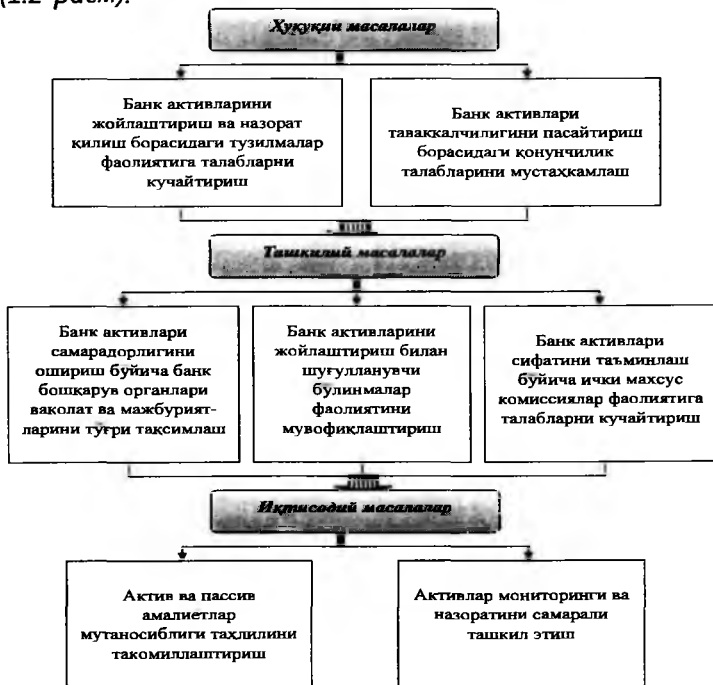 (1.2-расм).
Ҳуқуқий масалалар
Банк активларини
жойлаштириш ва назорат
қилиш борасидаги тузилмалар
фаолиятига талабларни
кучайтириш
Банк активлари
таваккалчилигини пасайтириш
борасидаги қонунчилик
талабларини мустаҳкамлаш
Ташкилий масалалар
Банк активлари
самарадорлигини
ошириш бўйича банк
бошқарув органлари
ваколат ва мажбурият-
ларини тўғри тақсимлаш
Банк активларини
жойлаштириш билан
шуғулланувчи
бўлинмалар
фаолиятини
мувофиқлаштириш
Банк активлари
сифатини таъминлаш
бўйича ички махсус
комиссиялар фаолиятига
талабларни кучайтириш
Иқтисодий масалалар
Актив ва пассив
амалиетлар
мутаносиблиги таҳлилини
такомиллаштириш
Активлар мониторинги ва
назоратини самарали
ташкил этиш